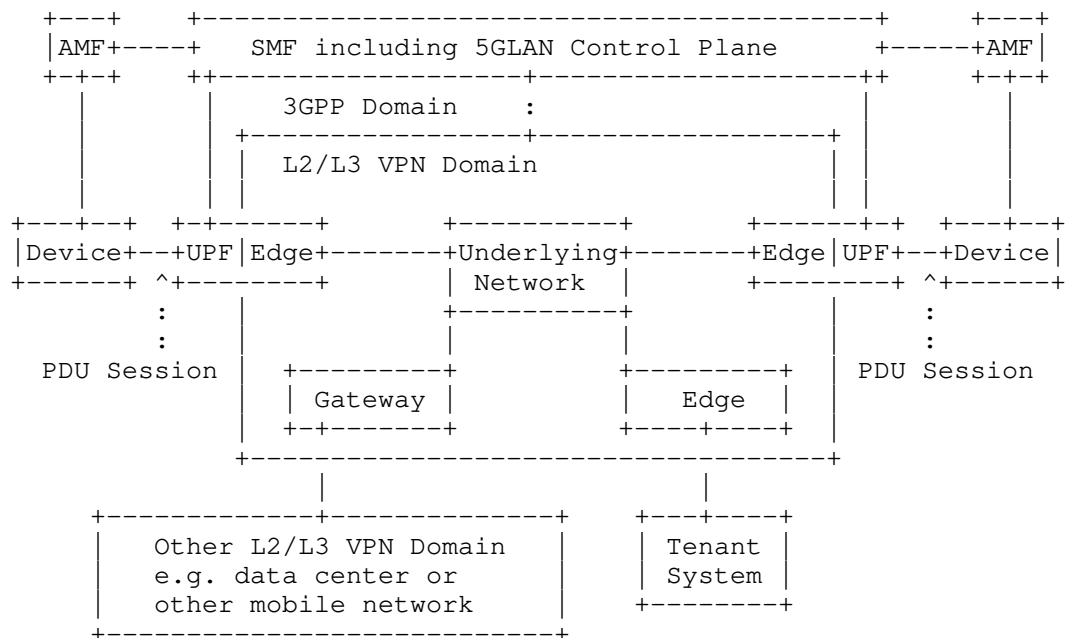 AMF SMF including 5GLAN Control Plane AMF
3GPP Domain :
L2/L3 VPN Domain
Device UPF Edge Underlying Edge UPF Device
^ Network ^
: :
: :
PDU Session PDU Session
Gateway Edge
Other L2/L3 VPN Domain Tenant
e.g. data center or System
other mobile network